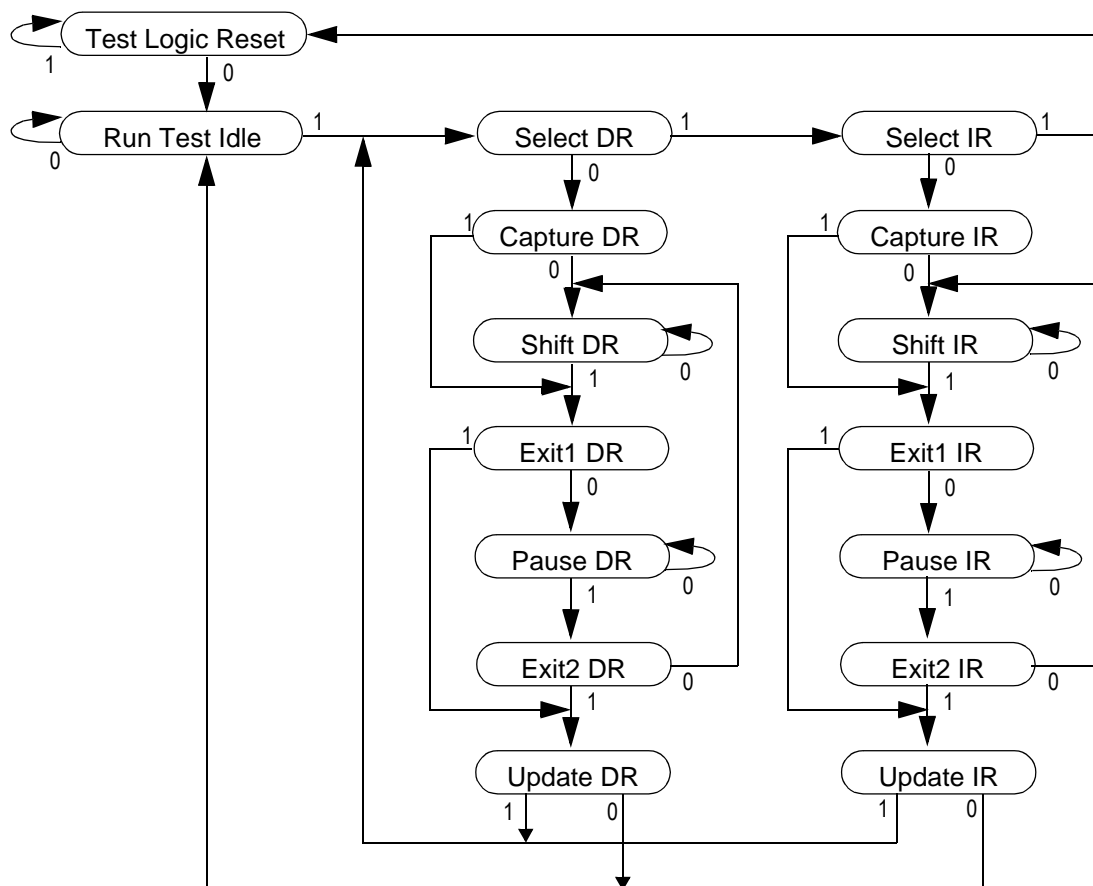 Test Logic Reset
1
0
Run Test Idle
1
Select DR
1
Select IR
1
0
0
0
1
Capture DR
1
Capture IR
0
0
Shift DR
0
Shift IR
0
1
1
1
Exit1 DR
1
Exit1 IR
0
0
Pause DR
0
Pause IR
0
1
1
Exit2 DR
0
Exit2 IR
0
1
1
Update DR
Update IR
1
0
1
0